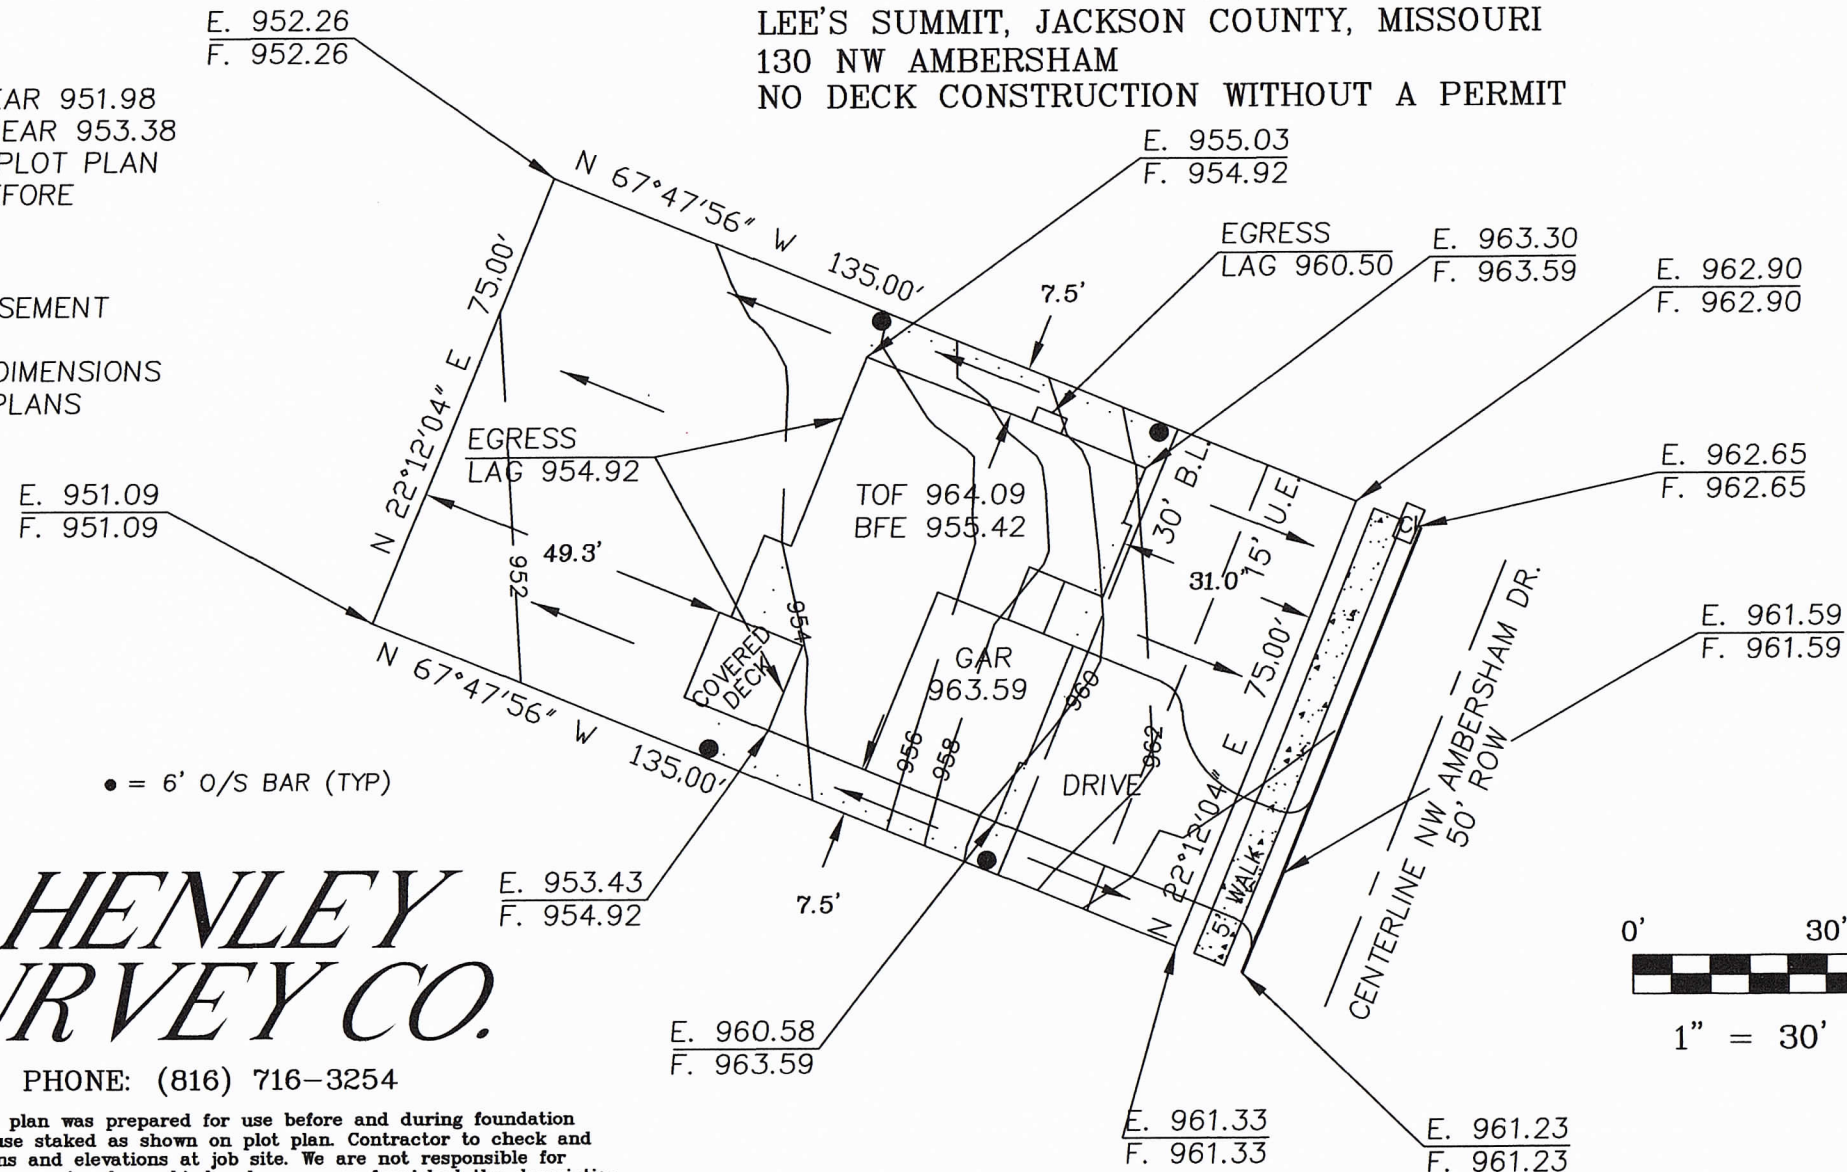 LEE'S SUMMIT, JACKSON COUNTY, MISSOURI
130 NW AMBERSHAM
NO DECK CONSTRUCTION WITHOUT A PERMIT
E. 952.26
F. 952.26
EAR 951.98
EAR 953.38
PLOT PLAN
SEMENT
DIMENSIONS
PLANS
E. 955.03
F. 954.92
EGRESS
LAG 960.50
E. 963.30
F. 963.59
E. 962.90
F. 962.90
E. 962.65
F. 962.65
E. 961.59
F. 961.59
N 67°47'56" W 135.00'
7.5'
N 22°12'04" E 75.00'
EGRESS
LAG 954.92
E. 951.09
F. 951.09
49.3'
952
954
TOF 964.09
BFE 955.42
30' B.L.
15' U.E.
31.0'
CI
COVERED
DECK
GAR
963.59
956
958
960
962
DRIVE
N 22°12'04" E 75.00'
5' WALK
CENTERLINE NW AMBERSHAM DR.
50' ROW
N 67°47'56" W 135.00'
7.5'
● = 6' O/S BAR (TYP)
E. 953.43
F. 954.92
E. 960.58
F. 963.59
E. 961.33
F. 961.33
E. 961.23
F. 961.23
0' 30'
1" = 30'
HENLEY
URVEY CO.
PHONE: (816) 716-3254
plan was prepared for use before and during foundation
use staked as shown on plot plan. Contractor to check and
ns and elevations at job site. We are not responsible for